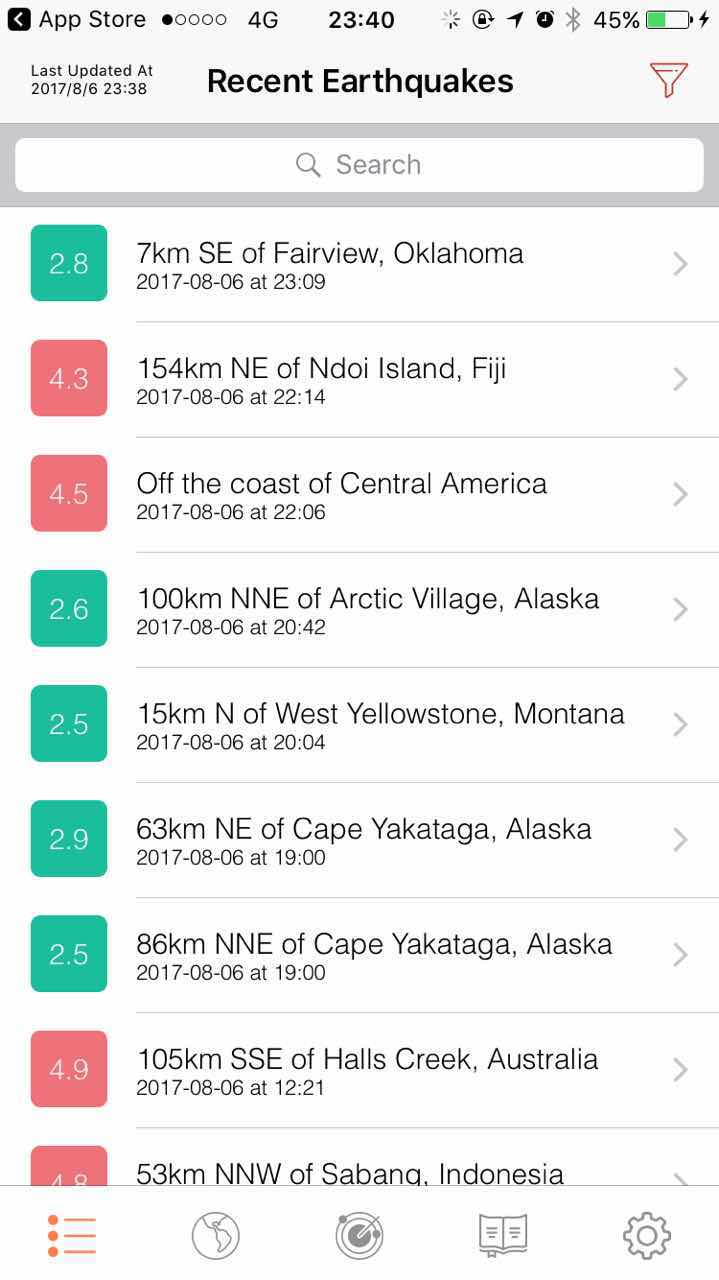 App Store 4G 23:40 45%
Last Updated At
2017/8/6 23:38
Recent Earthquakes
Search
2.8
7km SE of Fairview, Oklahoma
2017-08-06 at 23:09
4.3
154km NE of Ndoi Island, Fiji
2017-08-06 at 22:14
4.5
Off the coast of Central America
2017-08-06 at 22:06
2.6
100km NNE of Arctic Village, Alaska
2017-08-06 at 20:42
2.5
15km N of West Yellowstone, Montana
2017-08-06 at 20:04
2.9
63km NE of Cape Yakataga, Alaska
2017-08-06 at 19:00
2.5
86km NNE of Cape Yakataga, Alaska
2017-08-06 at 19:00
4.9
105km SSE of Halls Creek, Australia
2017-08-06 at 12:21
4.8
53km NNW of Sabang, Indonesia